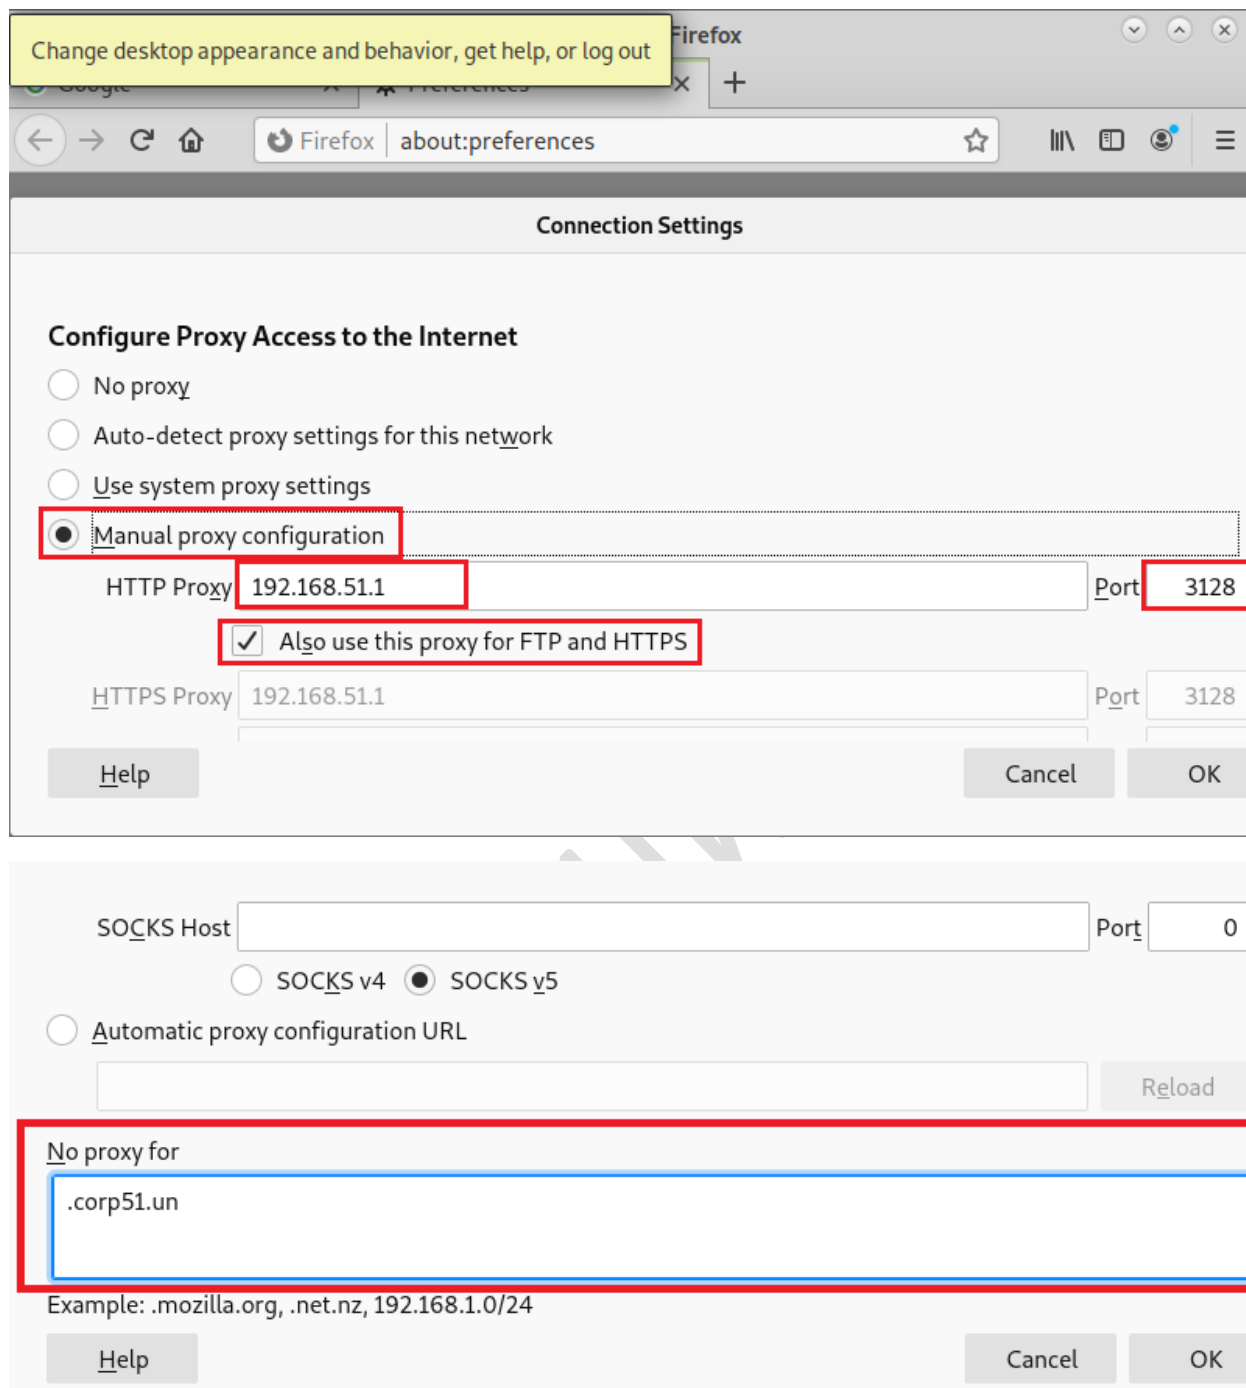 Change desktop appearance and behavior, get help, or log out
Firefox
Google
Preferences
Firefox about:preferences
Connection Settings
Configure Proxy Access to the Internet
No proxy
Auto-detect proxy settings for this network
Use system proxy settings
Manual proxy configuration
HTTP Proxy 192.168.51.1 Port 3128
Also use this proxy for FTP and HTTPS
HTTPS Proxy 192.168.51.1 Port 3128
Help Cancel OK
SOCKS Host Port 0
SOCKS v4 SOCKS v5
Automatic proxy configuration URL
Reload
No proxy for
.corp51.un
Example: .mozilla.org, .net.nz, 192.168.1.0/24
Help Cancel OK